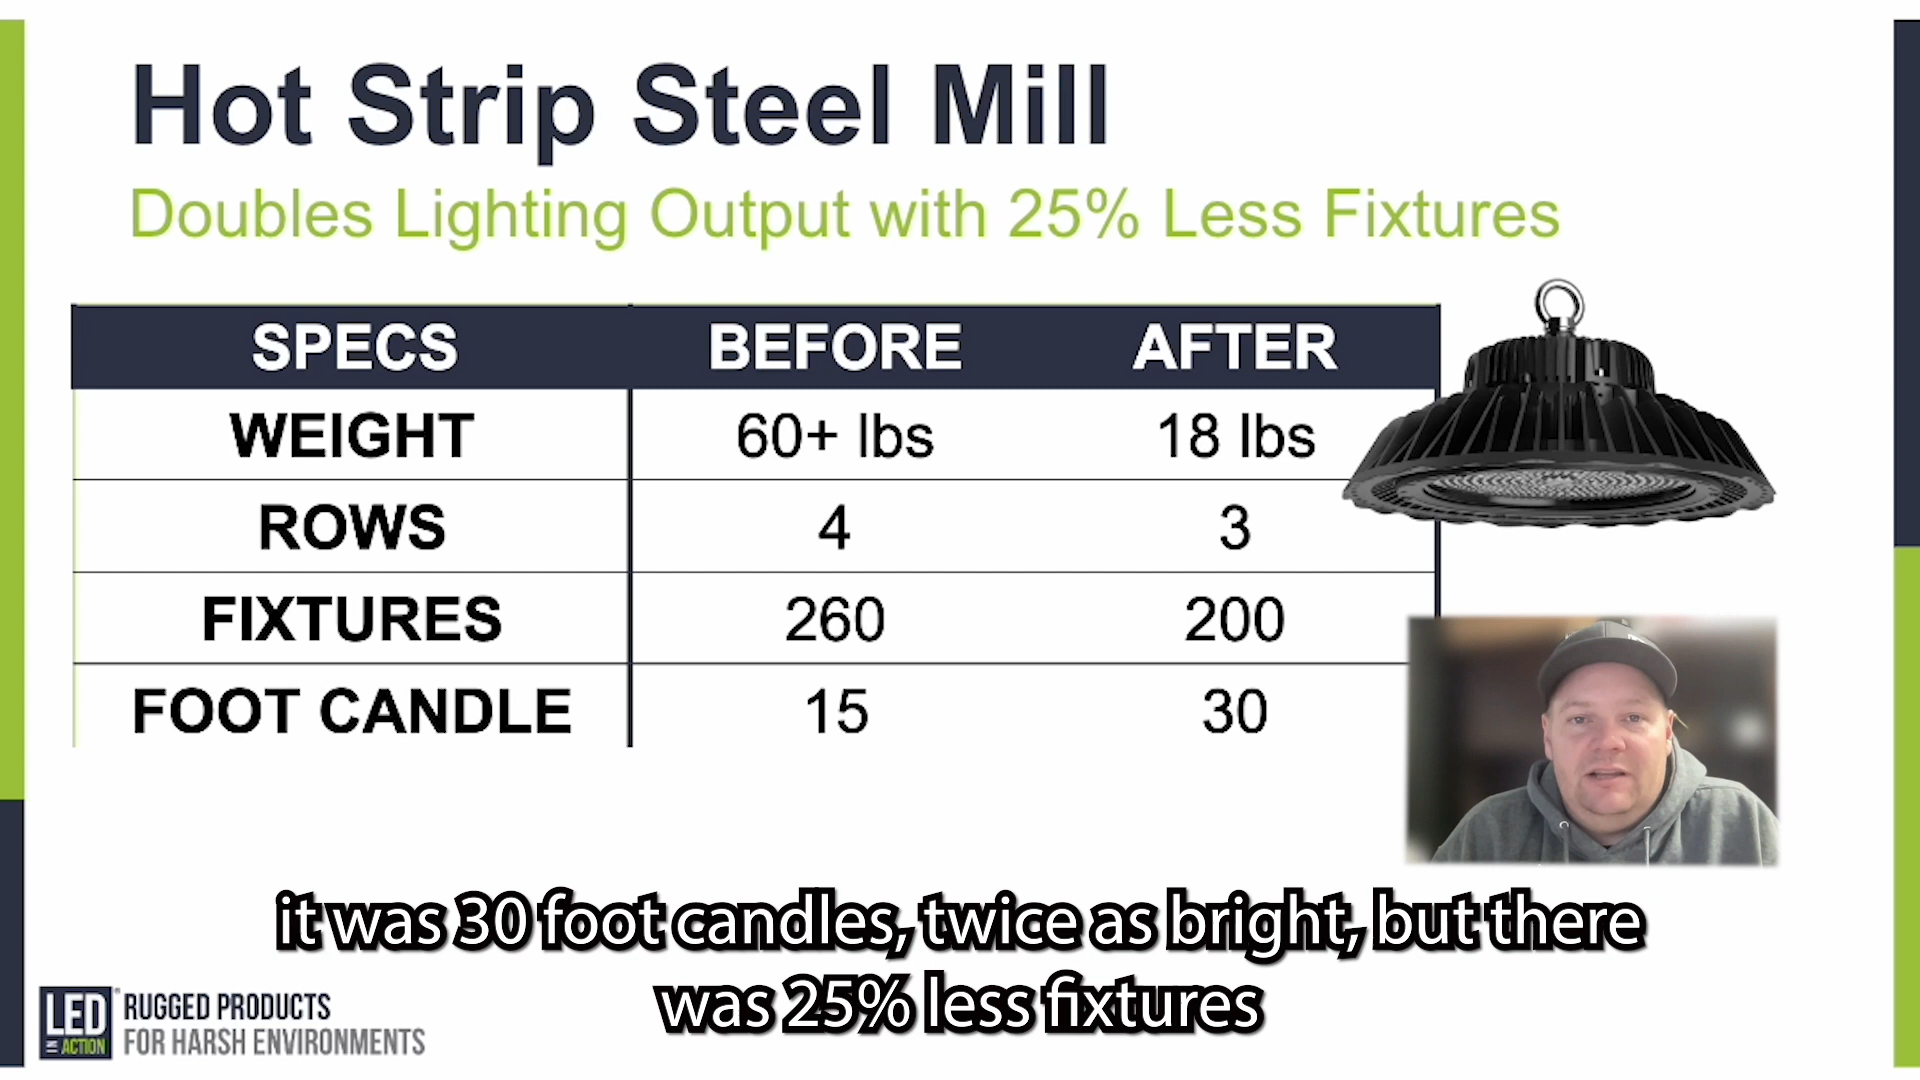 Hot Strip Steel Mill
Doubles Lighting Output with 25% Less Fixtures
SPECS BEFORE AFTER
WEIGHT 60+ lbs 18 lbs
ROWS 4 3
FIXTURES 260 200
FOOT CANDLE 15 30
it was 30 foot candles, twice as bright, but there
was 25% less fixtures
LED IN ACTION
® RUGGED PRODUCTS
FOR HARSH ENVIRONMENTS